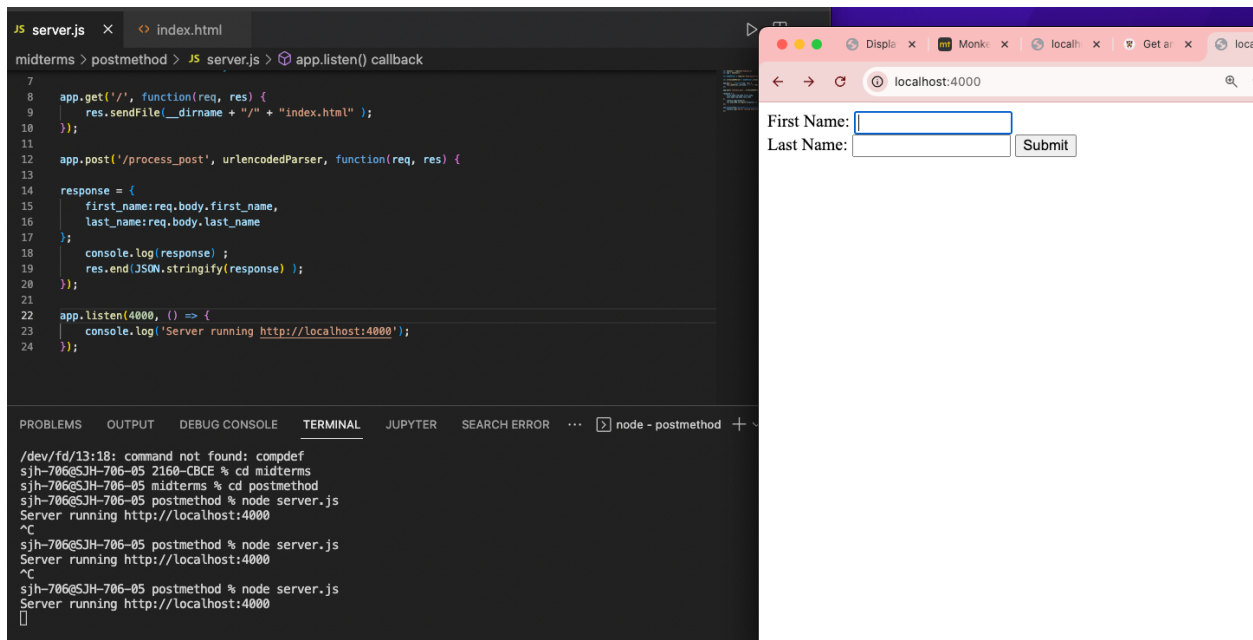 JS server.js ×
<> index.html
midterms > postmethod > JS server.js > app.listen() callback
7
8 app.get('/', function(req, res) {
9 res.sendFile(__dirname + "/" + "index.html" );
10 });
11
12 app.post('/process_post', urlencodedParser, function(req, res) {
13
14 response = {
15 first_name:req.body.first_name,
16 last_name:req.body.last_name
17 };
18 console.log(response) ;
19 res.end(JSON.stringify(response) );
20 });
21
22 app.listen(4000, () => {
23 console.log('Server running http://localhost:4000');
24 });
PROBLEMS OUTPUT DEBUG CONSOLE TERMINAL JUPYTER SEARCH ERROR ··· node - postmethod +
/dev/fd/13:18: command not found: compdef
sjh-706@SJH-706-05 2160-CBCE % cd midterms
sjh-706@SJH-706-05 midterms % cd postmethod
sjh-706@SJH-706-05 postmethod % node server.js
Server running http://localhost:4000
^C
sjh-706@SJH-706-05 postmethod % node server.js
Server running http://localhost:4000
^C
sjh-706@SJH-706-05 postmethod % node server.js
Server running http://localhost:4000
Displa × mt Monke × localh × Get ar × loca
localhost:4000
First Name:
Last Name: Submit